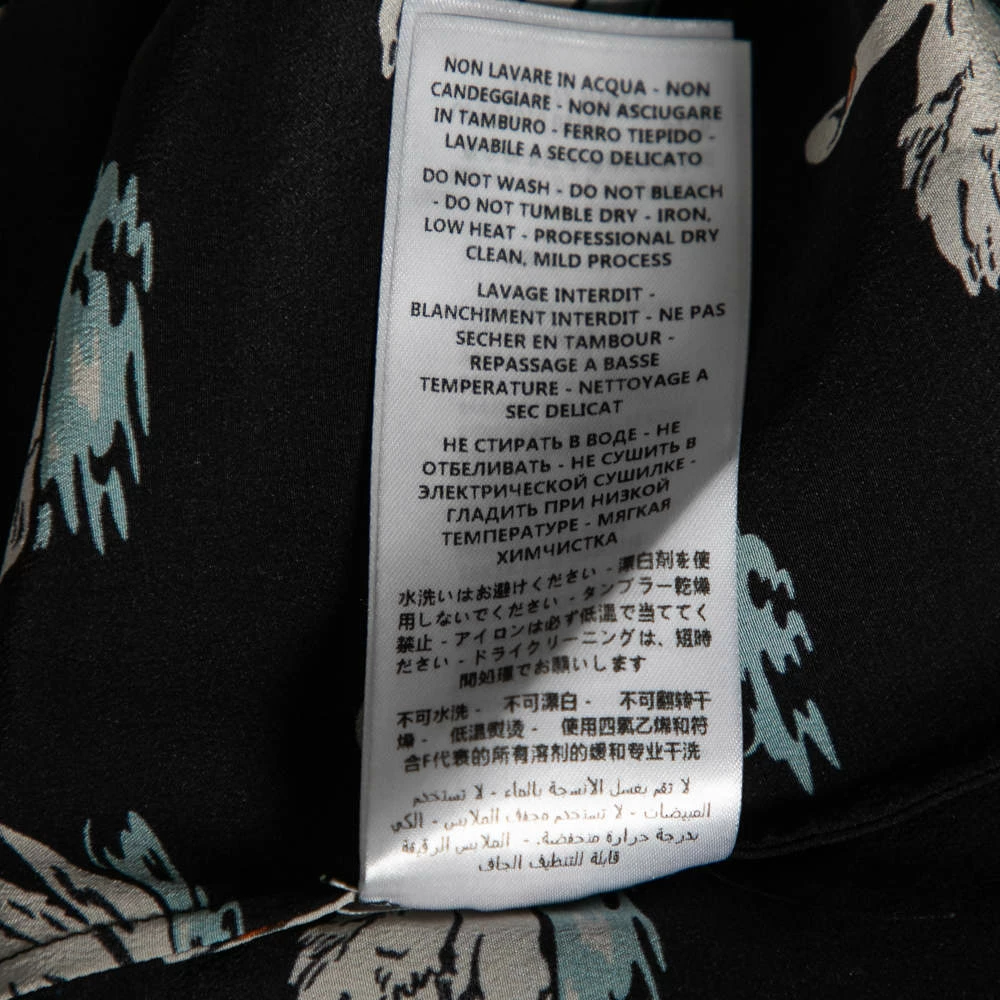 NON LAVARE IN ACQUA - NON
CANDEGGIARE - NON ASCIUGARE
IN TAMBURO - FERRO TIEPIDO -
LAVABILE A SECCO DELICATO
DO NOT WASH - DO NOT BLEACH
- DO NOT TUMBLE DRY - IRON,
LOW HEAT - PROFESSIONAL DRY
CLEAN, MILD PROCESS
LAVAGE INTERDIT -
BLANCHIMENT INTERDIT - NE PAS
SECHER EN TAMBOUR -
REPASSAGE A BASSE
TEMPERATURE - NETTOYAGE A
SEC DELICAT
НЕ СТИРАТЬ В ВОДЕ - НЕ
ОТБЕЛИВАТЬ - НЕ СУШИТЬ В
ЭЛЕКТРИЧЕСКОЙ СУШИЛКЕ -
ГЛАДИТЬ ПРИ НИЗКОЙ
ТЕМПЕРАТУРЕ - МЯГКАЯ
ХИМЧИСТКА
水洗いはお避けください - 漂白剤を使
用しないでください - タンブラー乾燥
禁止 - アイロンは必ず低温で当ててく
ださい - ドライクリーニングは、短時
間処理でお願いします
不可水洗 - 不可漂白 - 不可翻转干
燥 - 低温熨烫 - 使用四氯乙烯和符
合F代表的所有溶剂的缓和专业干洗
لا تقم بغسل الأنسجة بالماء - لا تستخدم
المبيضات - لا تستخدم مجفف الملابس - الكي
بدرجة حرارة منخفضة. - الملابس الرقيقة
قابلة للتنظيف الجاف